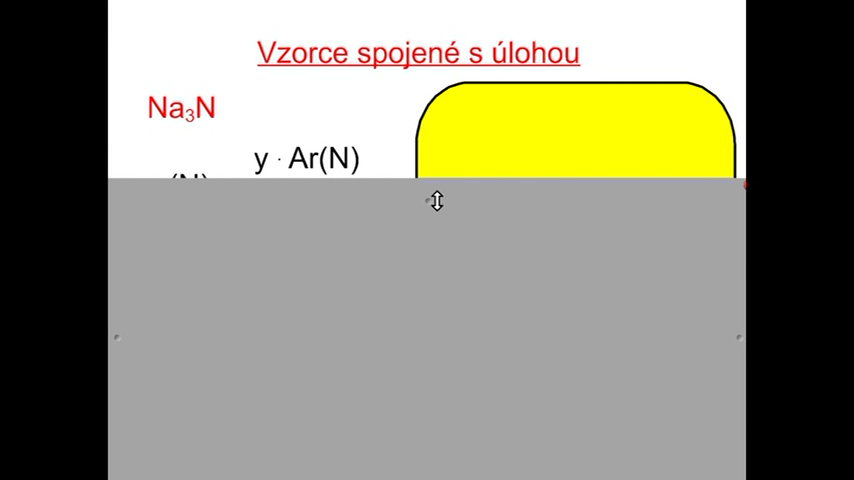 Vzorce spojené s úlohou
Na₃N
y · Ar(N)